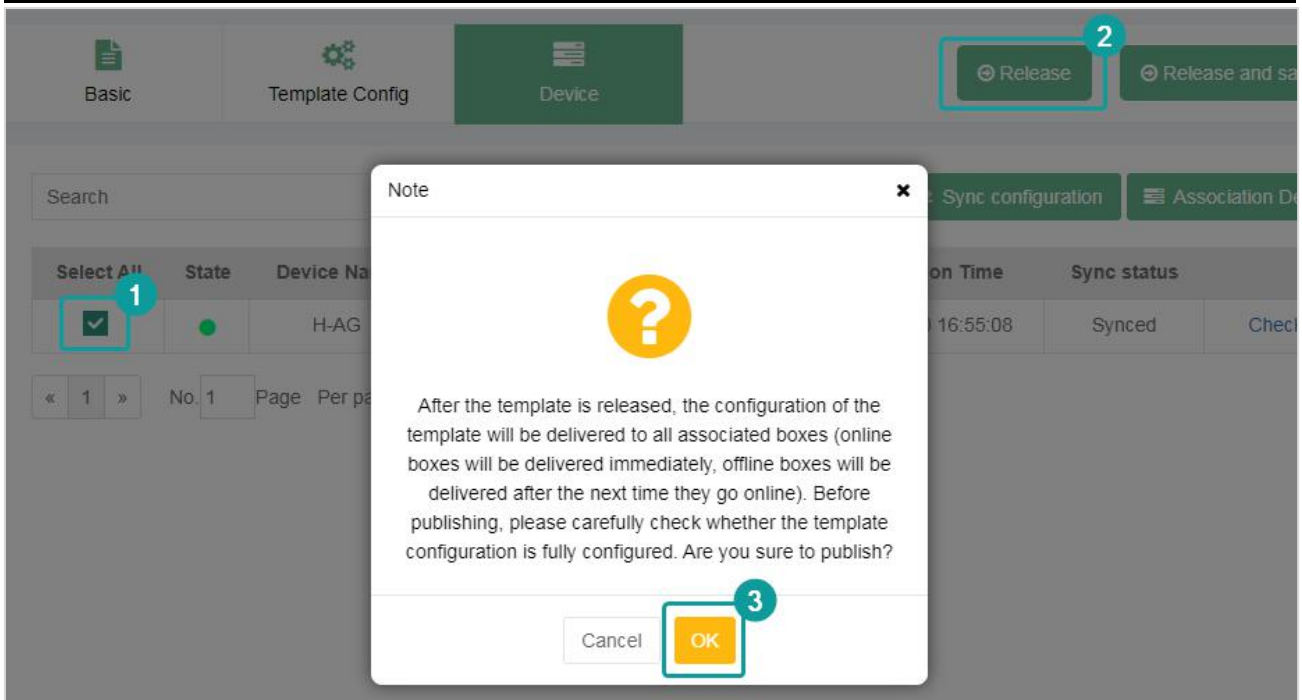 2
Release
Release and sa
Basic
Template Config
Device
Note
Search
Sync configuration
Association De
Select All
State
Device Na
on Time
Sync status
1
H-AG
16:55:08
Synced
Check
« 1 »
No. 1 Page Per pa
After the template is released, the configuration of the
template will be delivered to all associated boxes (online
boxes will be delivered immediately, offline boxes will be
delivered after the next time they go online). Before
publishing, please carefully check whether the template
configuration is fully configured. Are you sure to publish?
3
Cancel
OK